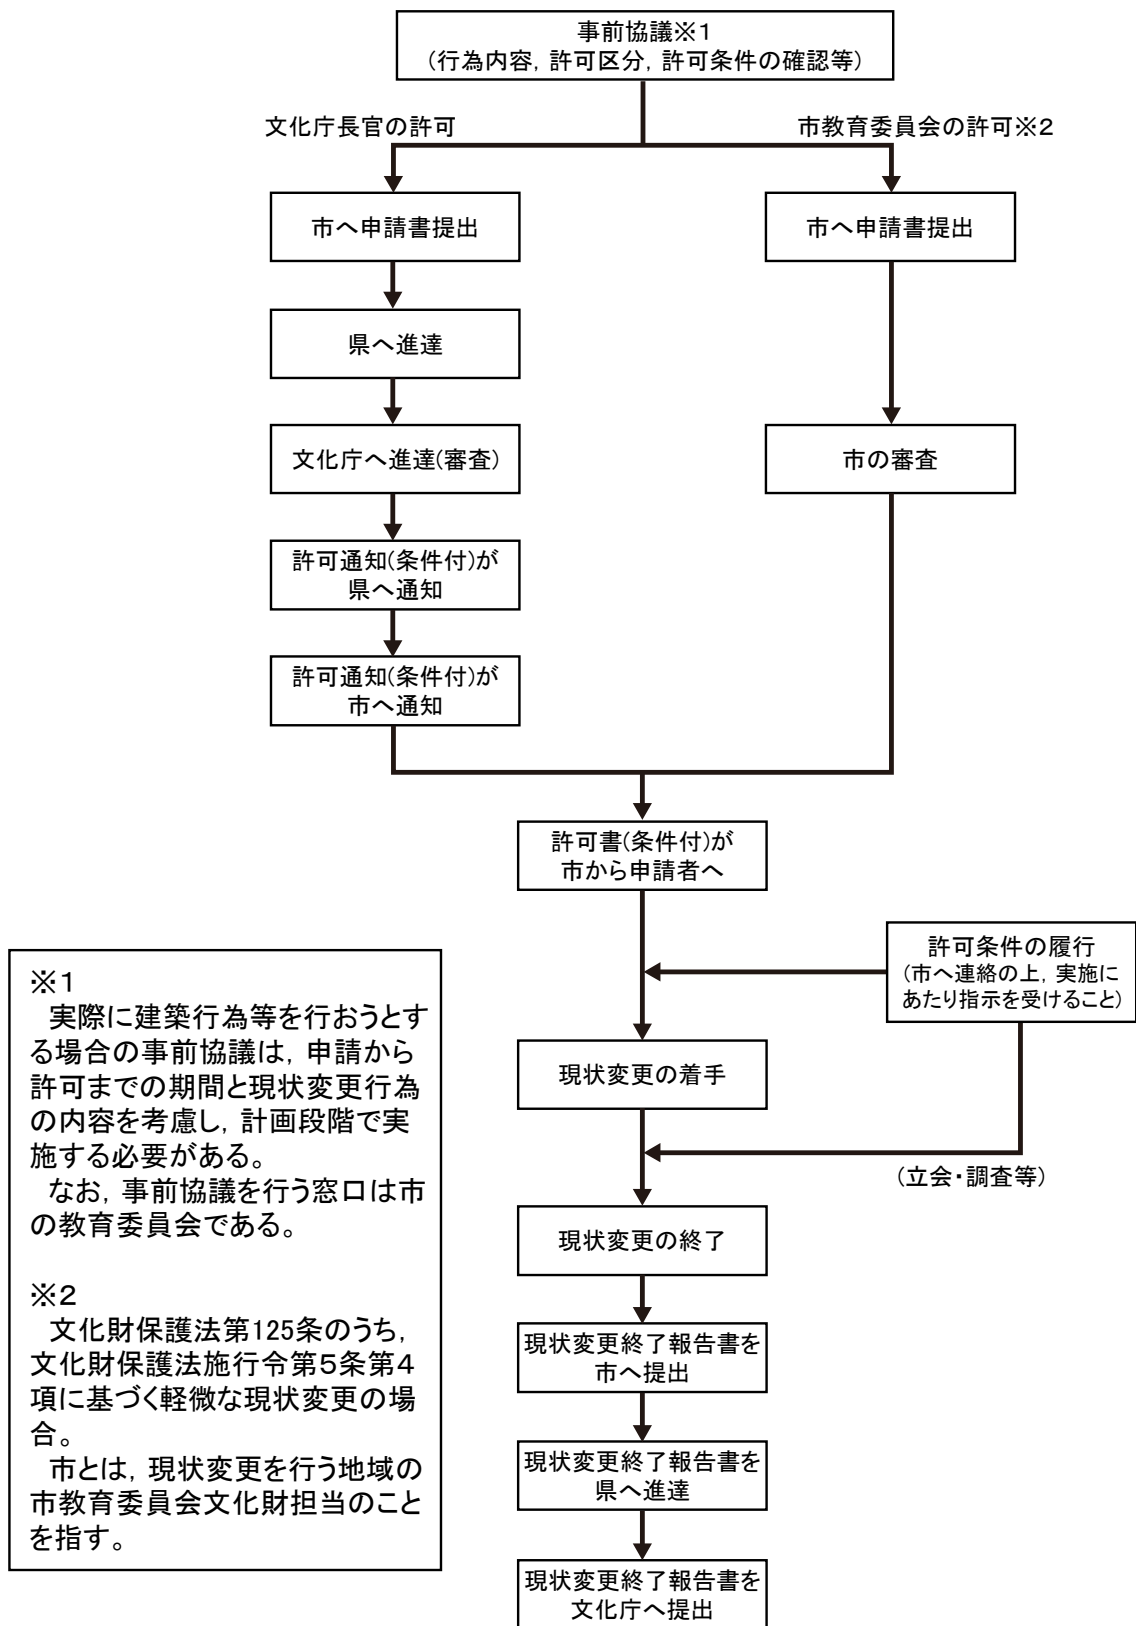 事前協議※1
(行為内容,許可区分,許可条件の確認等)
文化庁長官の許可
市教育委員会の許可※2
市へ申請書提出
県へ進達
文化庁へ進達(審査)
許可通知(条件付)が
県へ通知
許可通知(条件付)が
市へ通知
市へ申請書提出
市の審査
許可書(条件付)が
市から申請者へ
許可条件の履行
(市へ連絡の上,実施に
あたり指示を受けること)
現状変更の着手
(立会・調査等)
現状変更の終了
現状変更終了報告書を
市へ提出
現状変更終了報告書を
県へ進達
現状変更終了報告書を
文化庁へ提出
※1
実際に建築行為等を行おうとす
る場合の事前協議は,申請から
許可までの期間と現状変更行為
の内容を考慮し,計画段階で実
施する必要がある。
なお,事前協議を行う窓口は市
の教育委員会である。
※2
文化財保護法第125条のうち,
文化財保護法施行令第5条第4
項に基づく軽微な現状変更の場
合。
市とは,現状変更を行う地域の
市教育委員会文化財担当のこと
を指す。